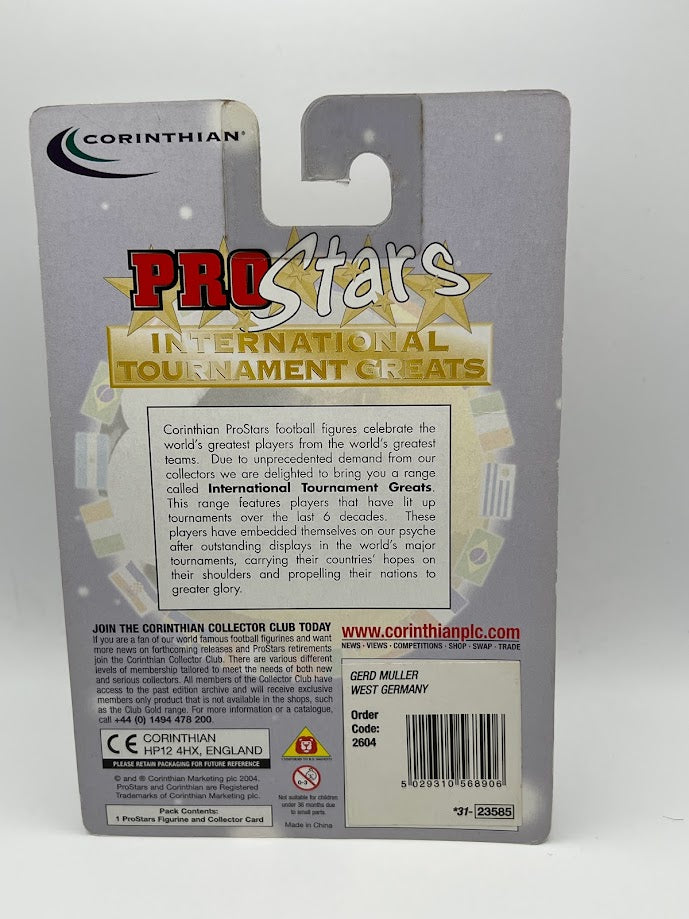 CORINTHIAN®
PROStars
INTERNATIONAL
TOURNAMENT GREATS
Corinthian ProStars football figures celebrate the
world's greatest players from the world's greatest
teams. Due to unprecedented demand from our
collectors we are delighted to bring you a range
called International Tournament Greats.
This range features players that have lit up
tournaments over the last 6 decades. These
players have embedded themselves on our psyche
after outstanding displays in the world's major
tournaments, carrying their countries' hopes on
their shoulders and propelling their nations to
greater glory.
JOIN THE CORINTHIAN COLLECTOR CLUB TODAY
If you are a fan of our world famous football figurines and want
more news on forthcoming releases and ProStars retirements
join the Corinthian Collector Club. There are various different
levels of membership tailored to meet the needs of both new
and serious collectors. All members of the Collector Club have
access to the past edition archive and will receive exclusive
members only product that is not available in the shops, such
as the Club Gold range. For more information or a catalogue,
call +44 (0) 1494 478 200.
CE CORINTHIAN
HP12 4HX, ENGLAND
PLEASE RETAIN PACKAGING FOR FUTURE REFERENCE
© and ® Corinthian Marketing plc 2004.
ProStars and Corinthian are Registered
Trademarks of Corinthian Marketing plc.
Pack Contents:
1 ProStars Figurine and Collector Card
0-3
Not suitable for children
under 36 months due
to small parts.
Made in China
www.corinthianplc.com
NEWS · VIEWS · COMPETITIONS · SHOP · SWAP · TRADE
GERD MULLER
WEST GERMANY
Order
Code:
2604
5 029310 568906
*31- 23585